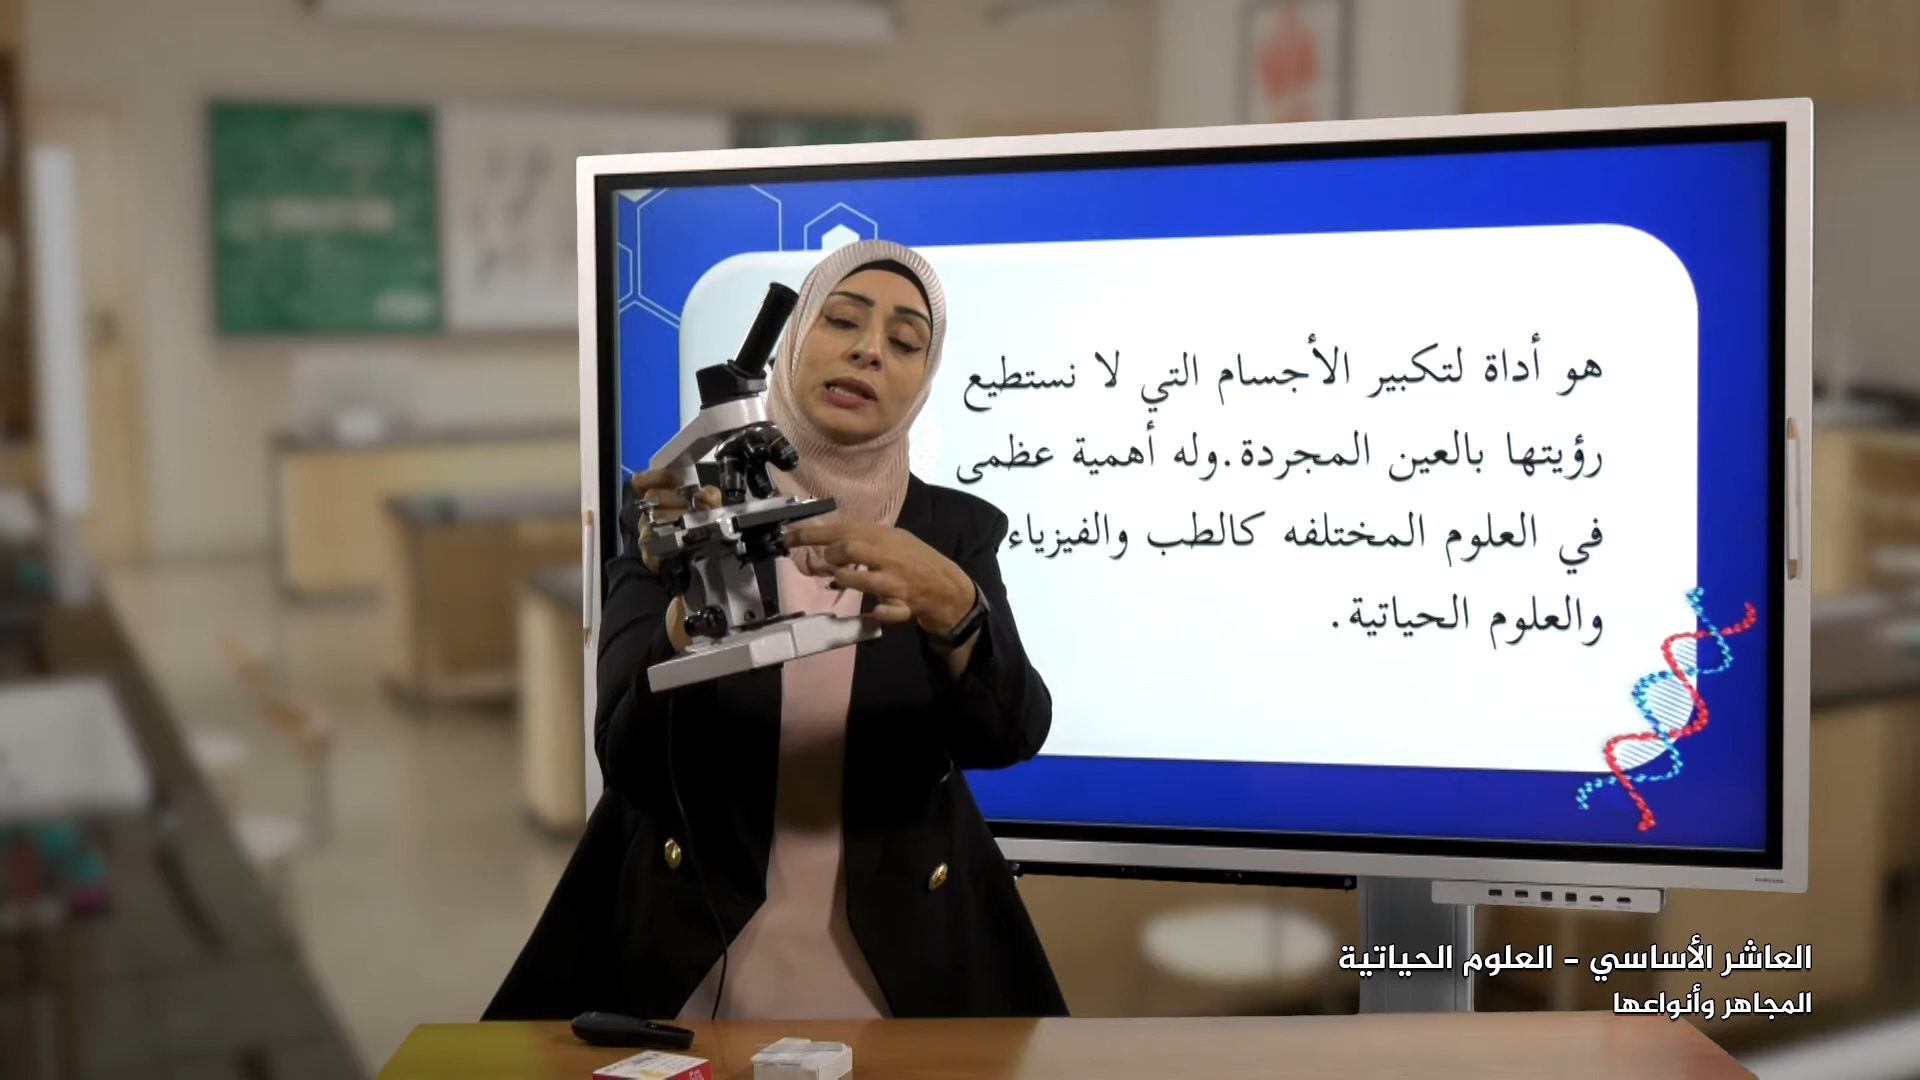 هو أداة لتكبير الأجسام التي لا نستطيع
رؤيتها بالعين المجردة.وله أهمية عظمى
في العلوم المختلفه كالطب والفيزياء
والعلوم الحياتية.
العاشر الأساسي - العلوم الحياتية
المجاهر وأنواعها